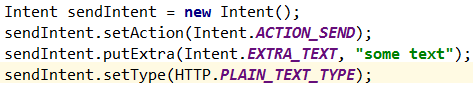 Intent sendIntent = new Intent();
sendIntent.setAction(Intent.ACTION_SEND);
sendIntent.putExtra(Intent.EXTRA_TEXT, "some text");
sendIntent.setType(HTTP.PLAIN_TEXT_TYPE);